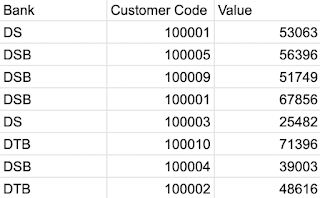 Bank Customer Code Value
DS 100001 53063
DSB 100005 56396
DSB 100009 51749
DSB 100001 67856
DS 100003 25482
DTB 100010 71396
DSB 100004 39003
DTB 100002 48616